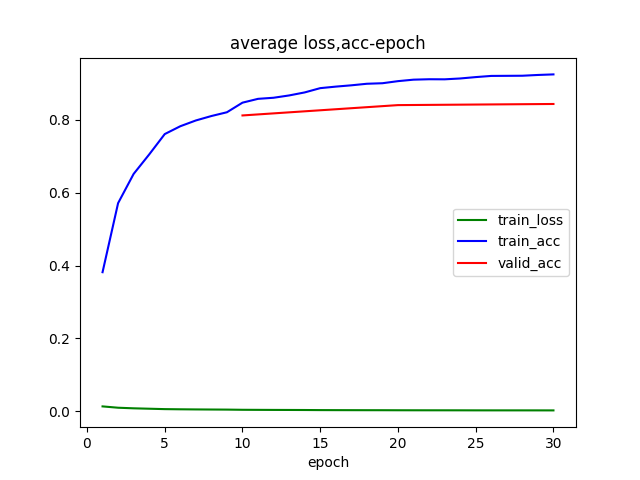 average loss,acc-epoch
0.8
0.6
0.4
0.2
0.0
train_loss
train_acc
valid_acc
0 5 10 15 20 25 30
epoch